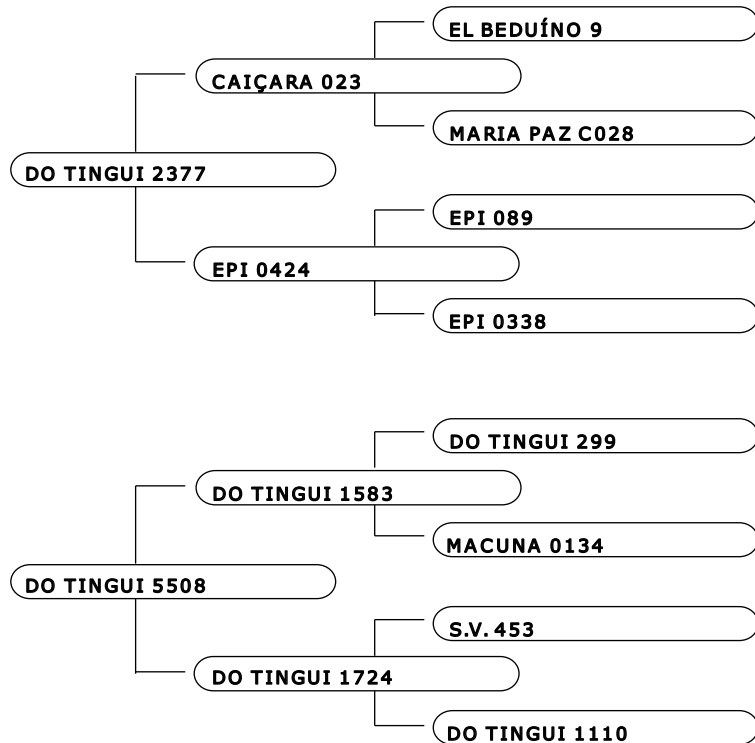 EL BEDUÍNO 9
CAIÇARA 023
MARIA PAZ C028
DO TINGUI 2377
EPI 089
EPI 0424
EPI 0338
DO TINGUI 299
DO TINGUI 1583
MACUNA 0134
DO TINGUI 5508
S.V. 453
DO TINGUI 1724
DO TINGUI 1110